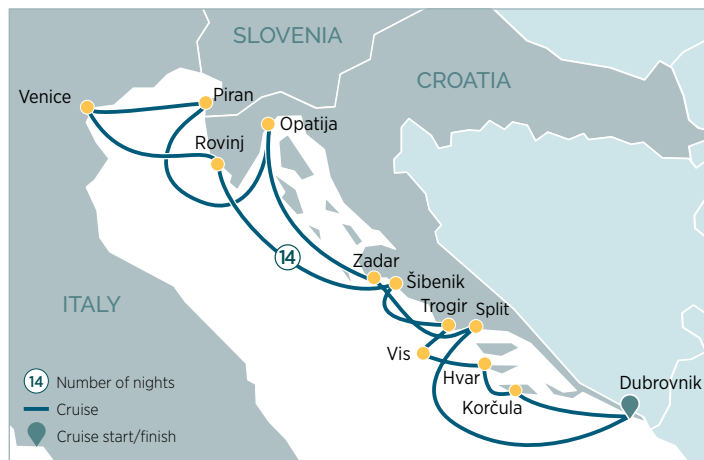 SLOVENIA
CROATIA
Venice
Piran
Opatija
Rovinj
14
Zadar
Šibenik
ITALY
Trogir
Split
Vis
Hvar
Dubrovnik
Korčula
14 Number of nights
Cruise
Cruise start/finish